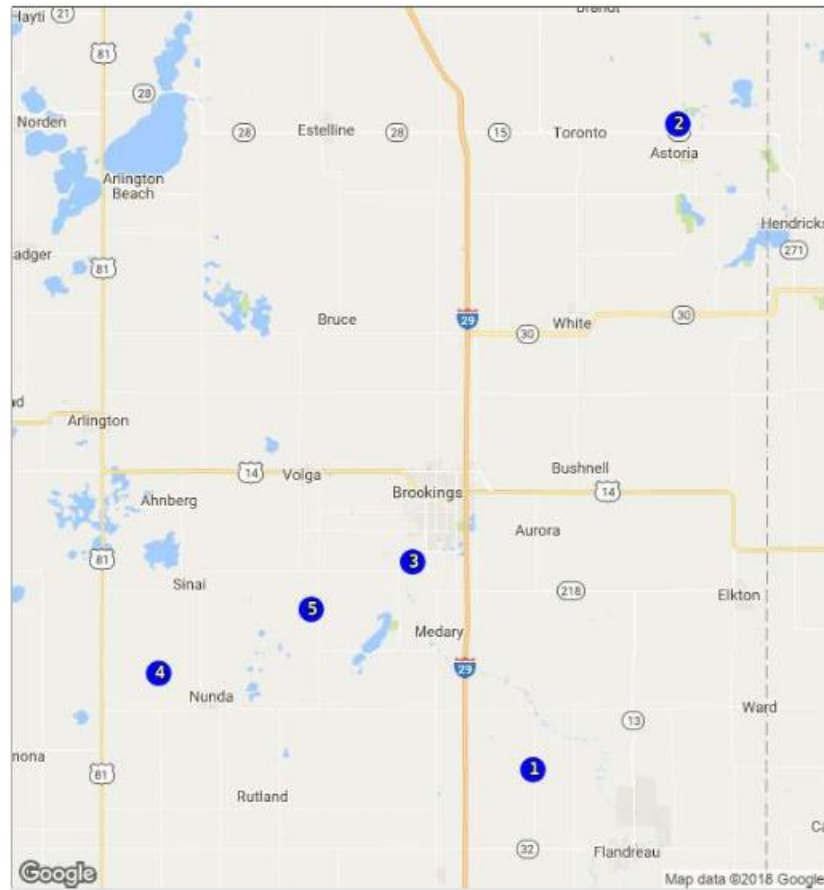 Hayti
21
81
28
Norden
28
Estelline
28
15
Toronto
2
Astoria
Arlington
Beach
Hendricks
adger
271
81
Bruce
29
White
30
30
Arlington
Bushnell
14
Volga
Brookings
14
Ahnberg
Aurora
81
3
Sinai
218
Elkton
5
Medary
4
29
Nunda
Ward
13
mona
81
1
Rutland
32
Flandreau
Ca
Google
Map data ©2018 Google